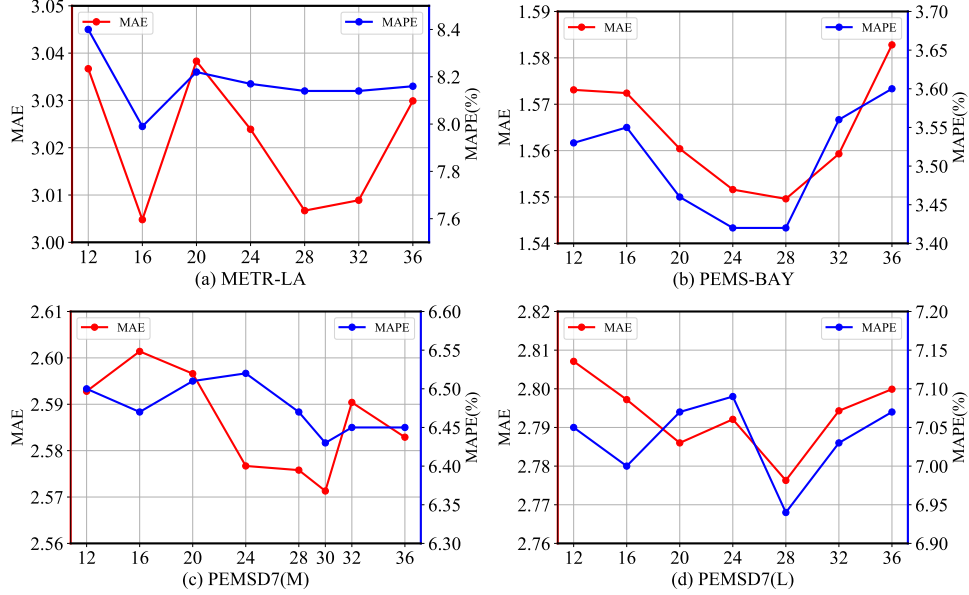 MAE
MAPE
3.05
3.04
3.03
3.02
3.01
3.00
MAE
8.4
8.2
8.0
7.8
7.6
MAPE(%)
12 16 20 24 28 32 36
(a) METR-LA
MAE
MAPE
1.59
1.58
1.57
1.56
1.55
1.54
MAE
3.70
3.65
3.60
3.55
3.50
3.45
3.40
MAPE(%)
12 16 20 24 28 32 36
(b) PEMS-BAY
MAE
MAPE
2.61
2.60
2.59
2.58
2.57
2.56
MAE
6.60
6.55
6.50
6.45
6.40
6.35
6.30
MAPE(%)
12 16 20 24 28 30 32 36
(c) PEMSD7(M)
MAE
MAPE
2.82
2.81
2.80
2.79
2.78
2.77
2.76
MAE
7.20
7.15
7.10
7.05
7.00
6.95
6.90
MAPE(%)
12 16 20 24 28 32 36
(d) PEMSD7(L)